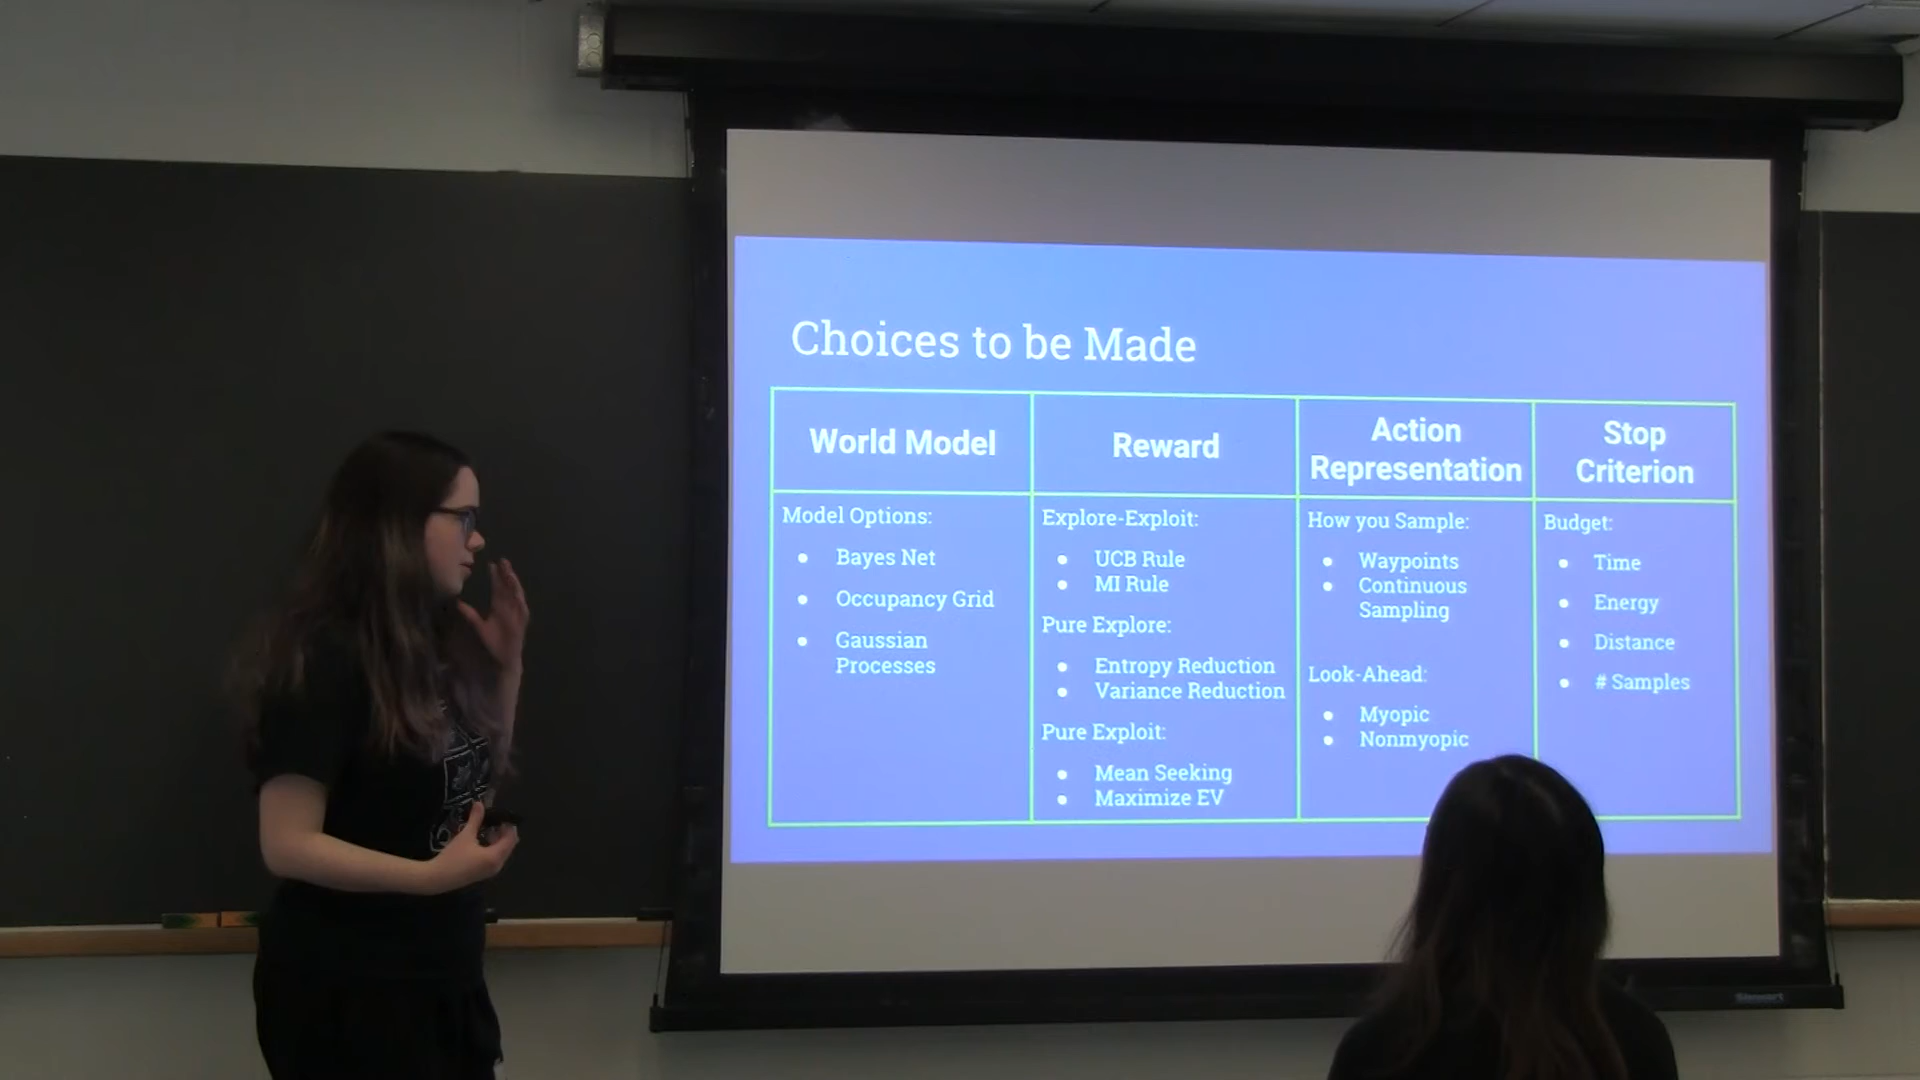 Choices to be Made
World Model
Reward
Action
Representation
Stop
Criterion
Model Options:
Bayes Net
Occupancy Grid
Gaussian
Processes
Explore-Exploit:
UCB Rule
MI Rule
Pure Explore:
Entropy Reduction
Variance Reduction
Pure Exploit:
Mean Seeking
Maximize EV
How you Sample:
Waypoints
Continuous
Sampling
Look-Ahead:
Myopic
Nonmyopic
Budget:
Time
Energy
Distance
# Samples
Stewart